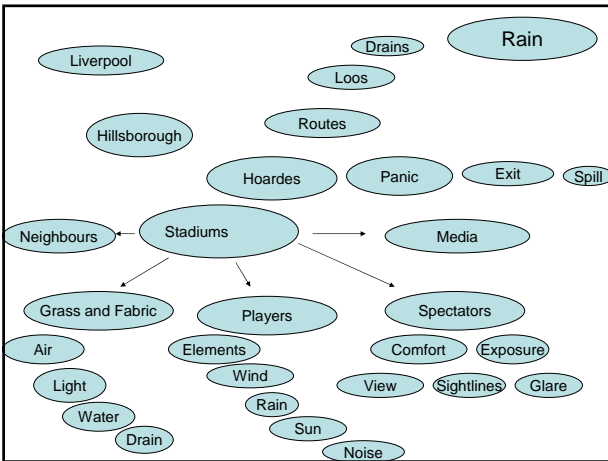 Rain
Drains
Liverpool
Loos
Routes
Hillsborough
Hoardes
Panic
Exit
Spill
Neighbours
Stadiums
Media
Grass and Fabric
Players
Spectators
Air
Elements
Comfort
Exposure
Light
Wind
View
Sightlines
Glare
Water
Rain
Drain
Sun
Noise